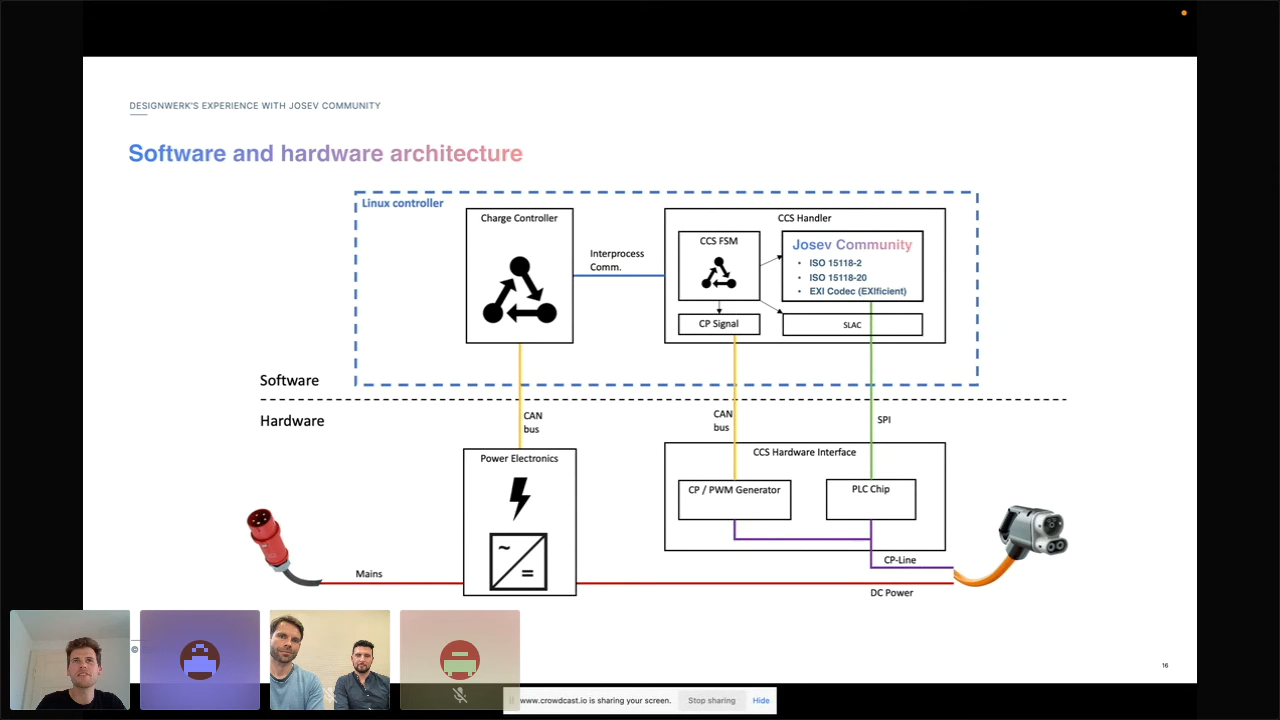 DESIGNWERK'S EXPERIENCE WITH JOSEV COMMUNITY
Software and hardware architecture
Linux controller
Charge Controller
Interprocess
Comm.
CCS Handler
CCS FSM
Josev Community
• ISO 15118-2
• ISO 15118-20
• EXI Codec (EXIficient)
CP Signal
SLAC
Software
Hardware
CAN
bus
CAN
bus
SPI
Power Electronics
CCS Hardware Interface
CP / PWM Generator
PLC Chip
~
=
Mains
CP-Line
DC Power
©
16
www.crowdcast.io is sharing your screen.
Stop sharing
Hide